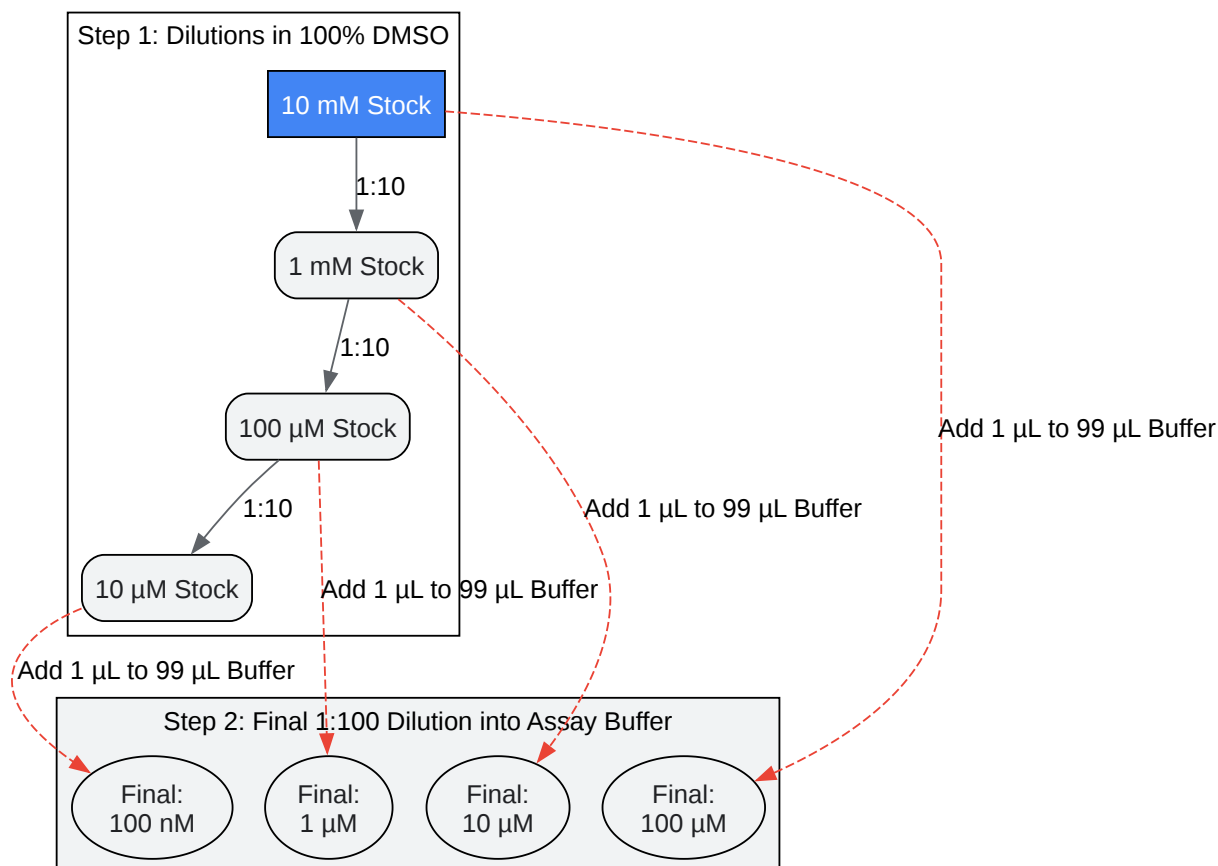 Step 1: Dilutions in 100% DMSO
10 mM Stock
1:10
1 mM Stock
1:10
100 µM Stock
Add 1 µL to 99 µL Buffer
1:10
Add 1 µL to 99 µL Buffer
10 µM Stock
Add 1 µL to 99 µL Buffer
Add 1 µL to 99 µL Buffer
Step 2: Final 1:100 Dilution into Assay Buffer
Final:
100 nM
Final:
1 µM
Final:
10 µM
Final:
100 µM